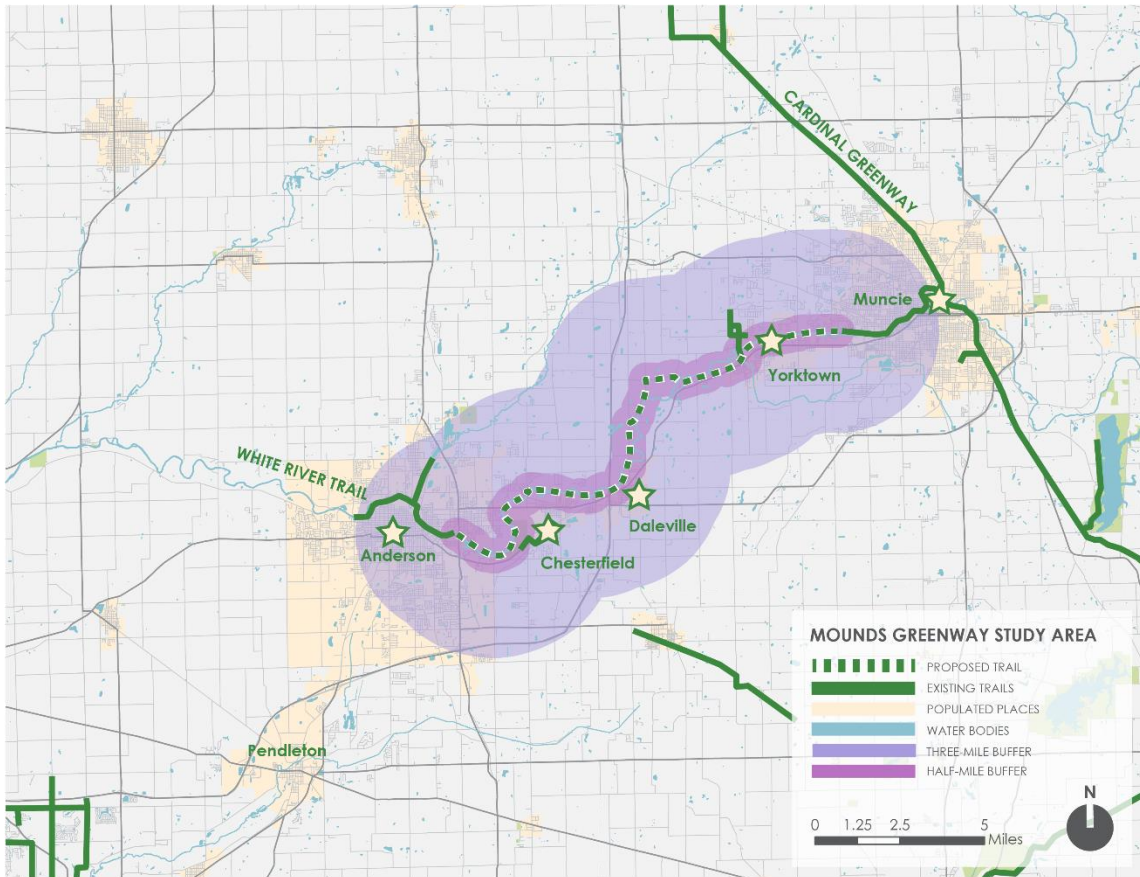 CARDINAL GREENWAY
Muncie
Yorktown
WHITE RIVER TRAIL
Daleville
Anderson
Chesterfield
Pendleton
MOUNDS GREENWAY STUDY AREA
PROPOSED TRAIL
EXISTING TRAILS
POPULATED PLACES
WATER BODIES
THREE-MILE BUFFER
HALF-MILE BUFFER
N
0 1.25 2.5 5
Miles